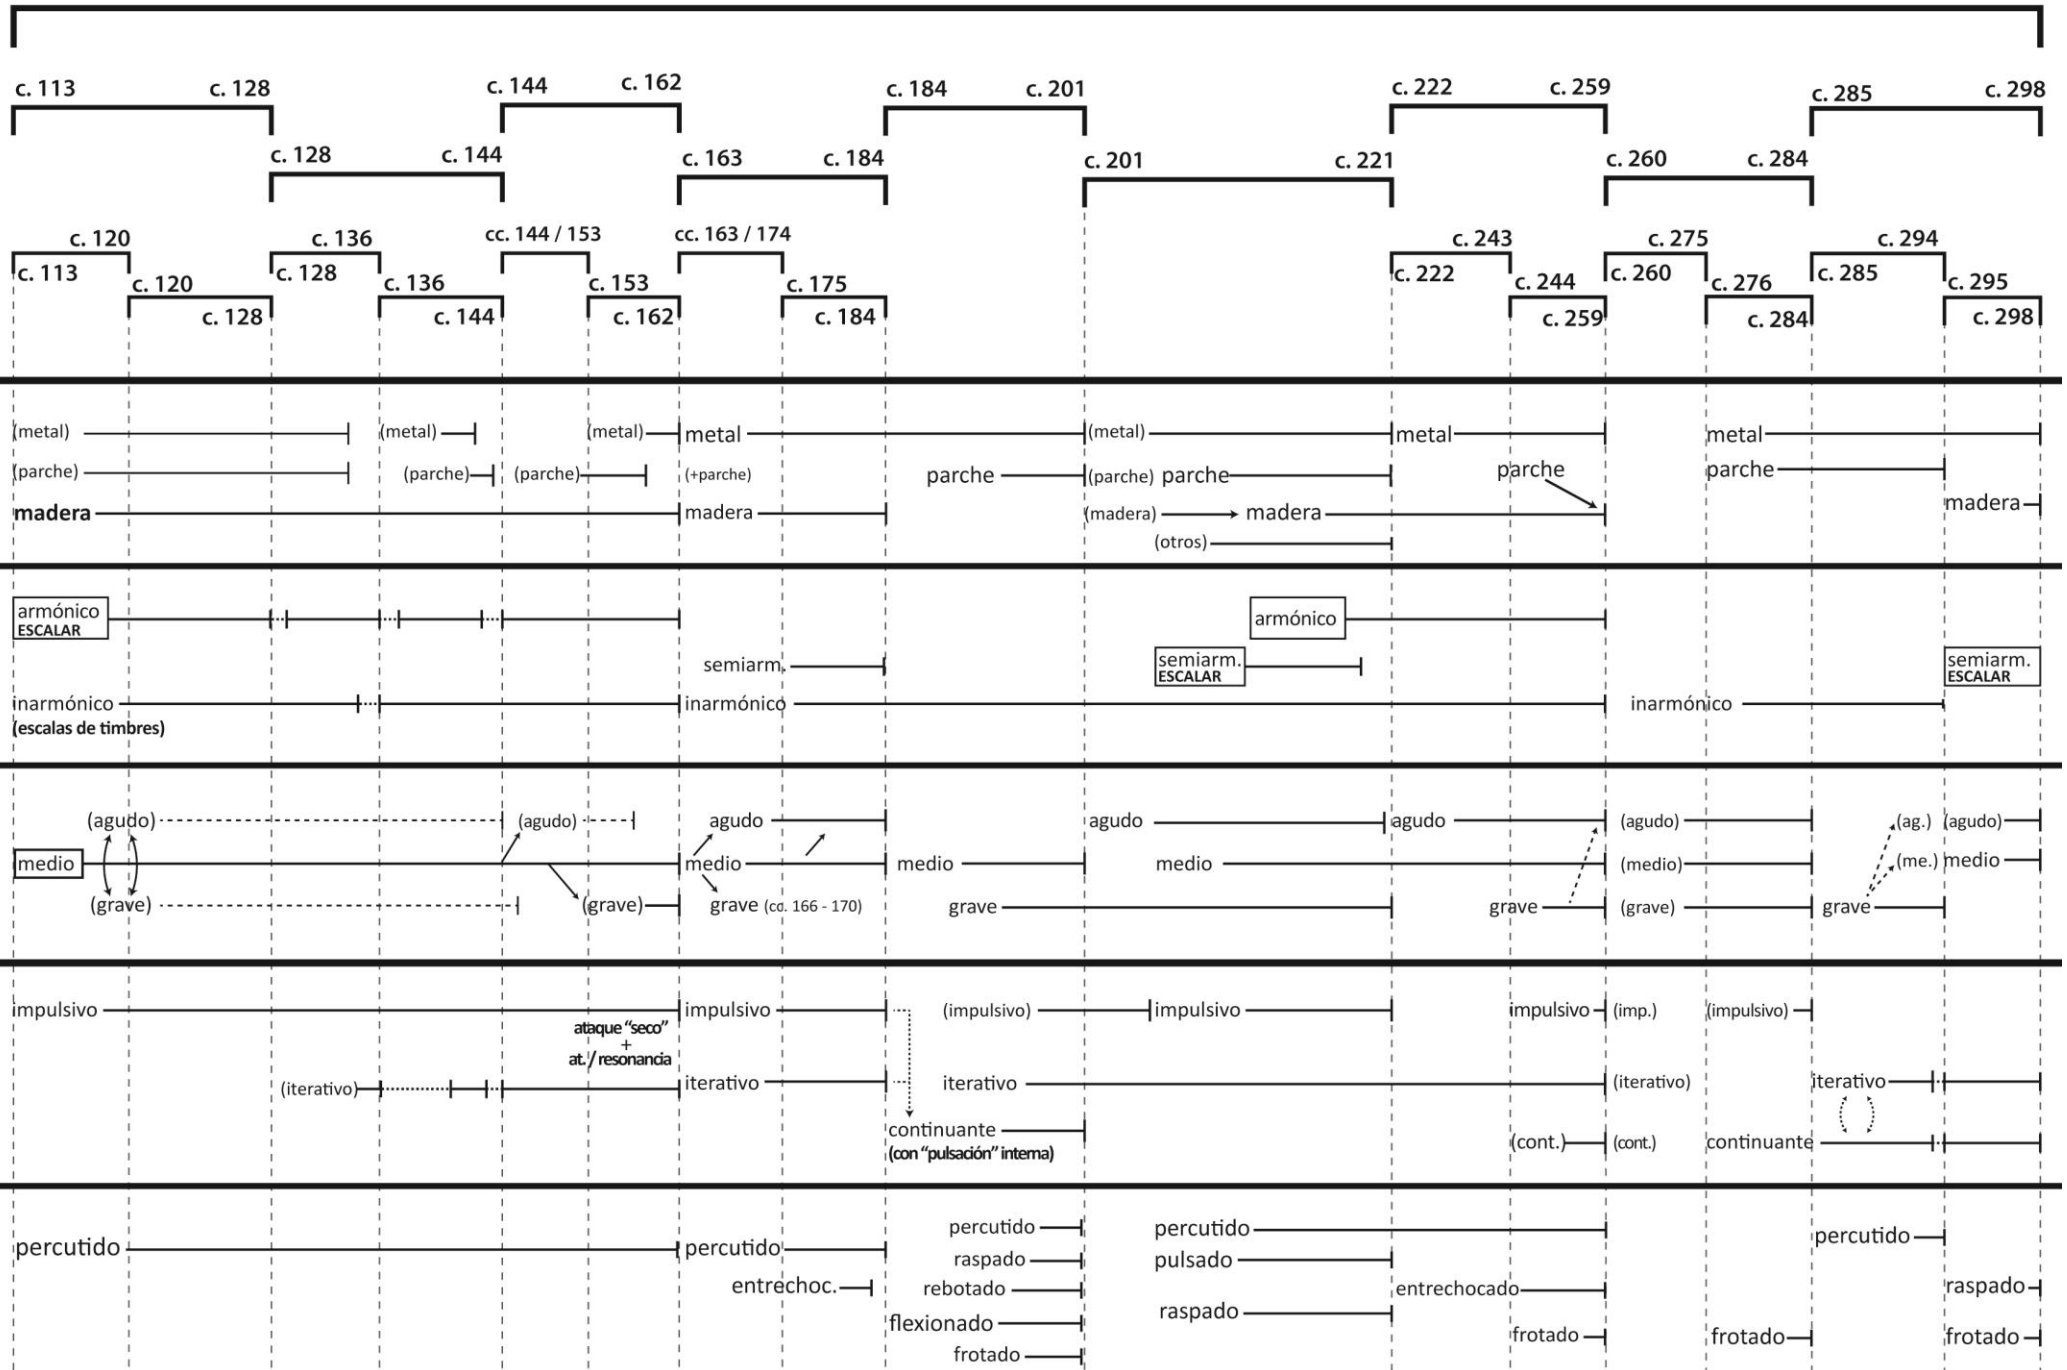 c. 113 c. 128 c. 144 c. 162 c. 184 c. 201 c. 222 c. 259 c. 285 c. 298
c. 128 c. 144 c. 163 c. 184 c. 201 c. 221 c. 260 c. 284
c. 120 c. 136 cc. 144 / 153 cc. 163 / 174 c. 243 c. 275 c. 294
c. 113 c. 120 c. 128 c. 136 c. 153 c. 175 c. 222 c. 244 c. 260 c. 276 c. 285 c. 295
c. 128 c. 144 c. 162 c. 184 c. 259 c. 284 c. 298
(metal) (metal) (metal) metal (metal) metal metal
(parche) (parche) (parche) (+parche) parche (parche) parche parche parche
madera madera (madera) madera madera
(otros)
armónico armónico
ESCALAR
semiarm. semiarm. semiarm.
ESCALAR ESCALAR
inarmónico inarmónico inarmónico
(escalas de timbres)
(agudo) (agudo) agudo agudo agudo (agudo) (ag.) (agudo)
medio medio medio medio (medio) (me.) medio
(grave) (grave) grave (cc. 166 - 170) grave grave (grave) grave
impulsivo impulsivo (impulsivo) impulsivo impulsivo (imp.) (impulsivo)
ataque “seco”
+
at. / resonancia
(iterativo) iterativo iterativo (iterativo) iterativo
continuante (cont.) (cont.) continuante
(con “pulsación” interna)
percutido percutido percutido percutido percutido
entrechoc. raspado pulsado
rebotado entrechocado raspado
flexionado raspado
frotado frotado frotado frotado